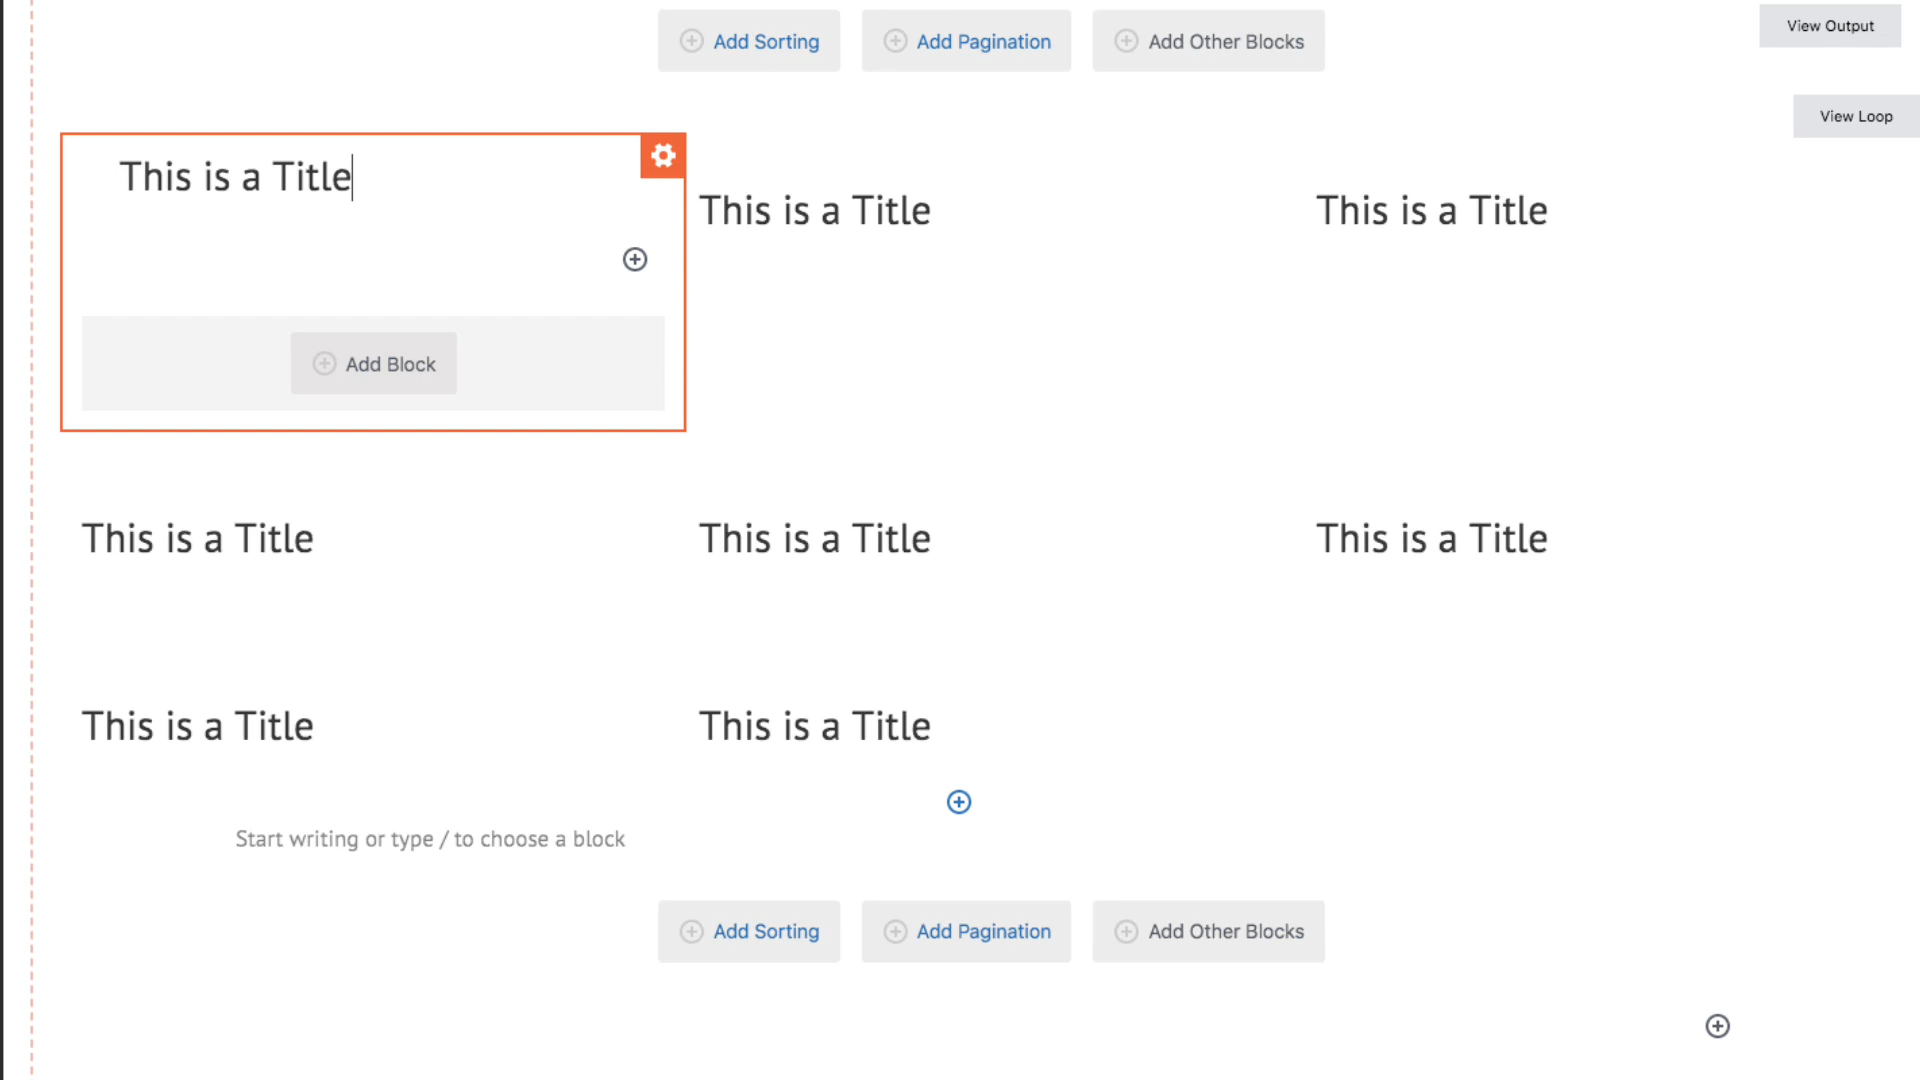 Add Sorting Add Pagination Add Other Blocks View Output
View Loop
This is a Title
This is a Title This is a Title
Add Block
This is a Title This is a Title This is a Title
This is a Title This is a Title
Start writing or type / to choose a block
Add Sorting Add Pagination Add Other Blocks